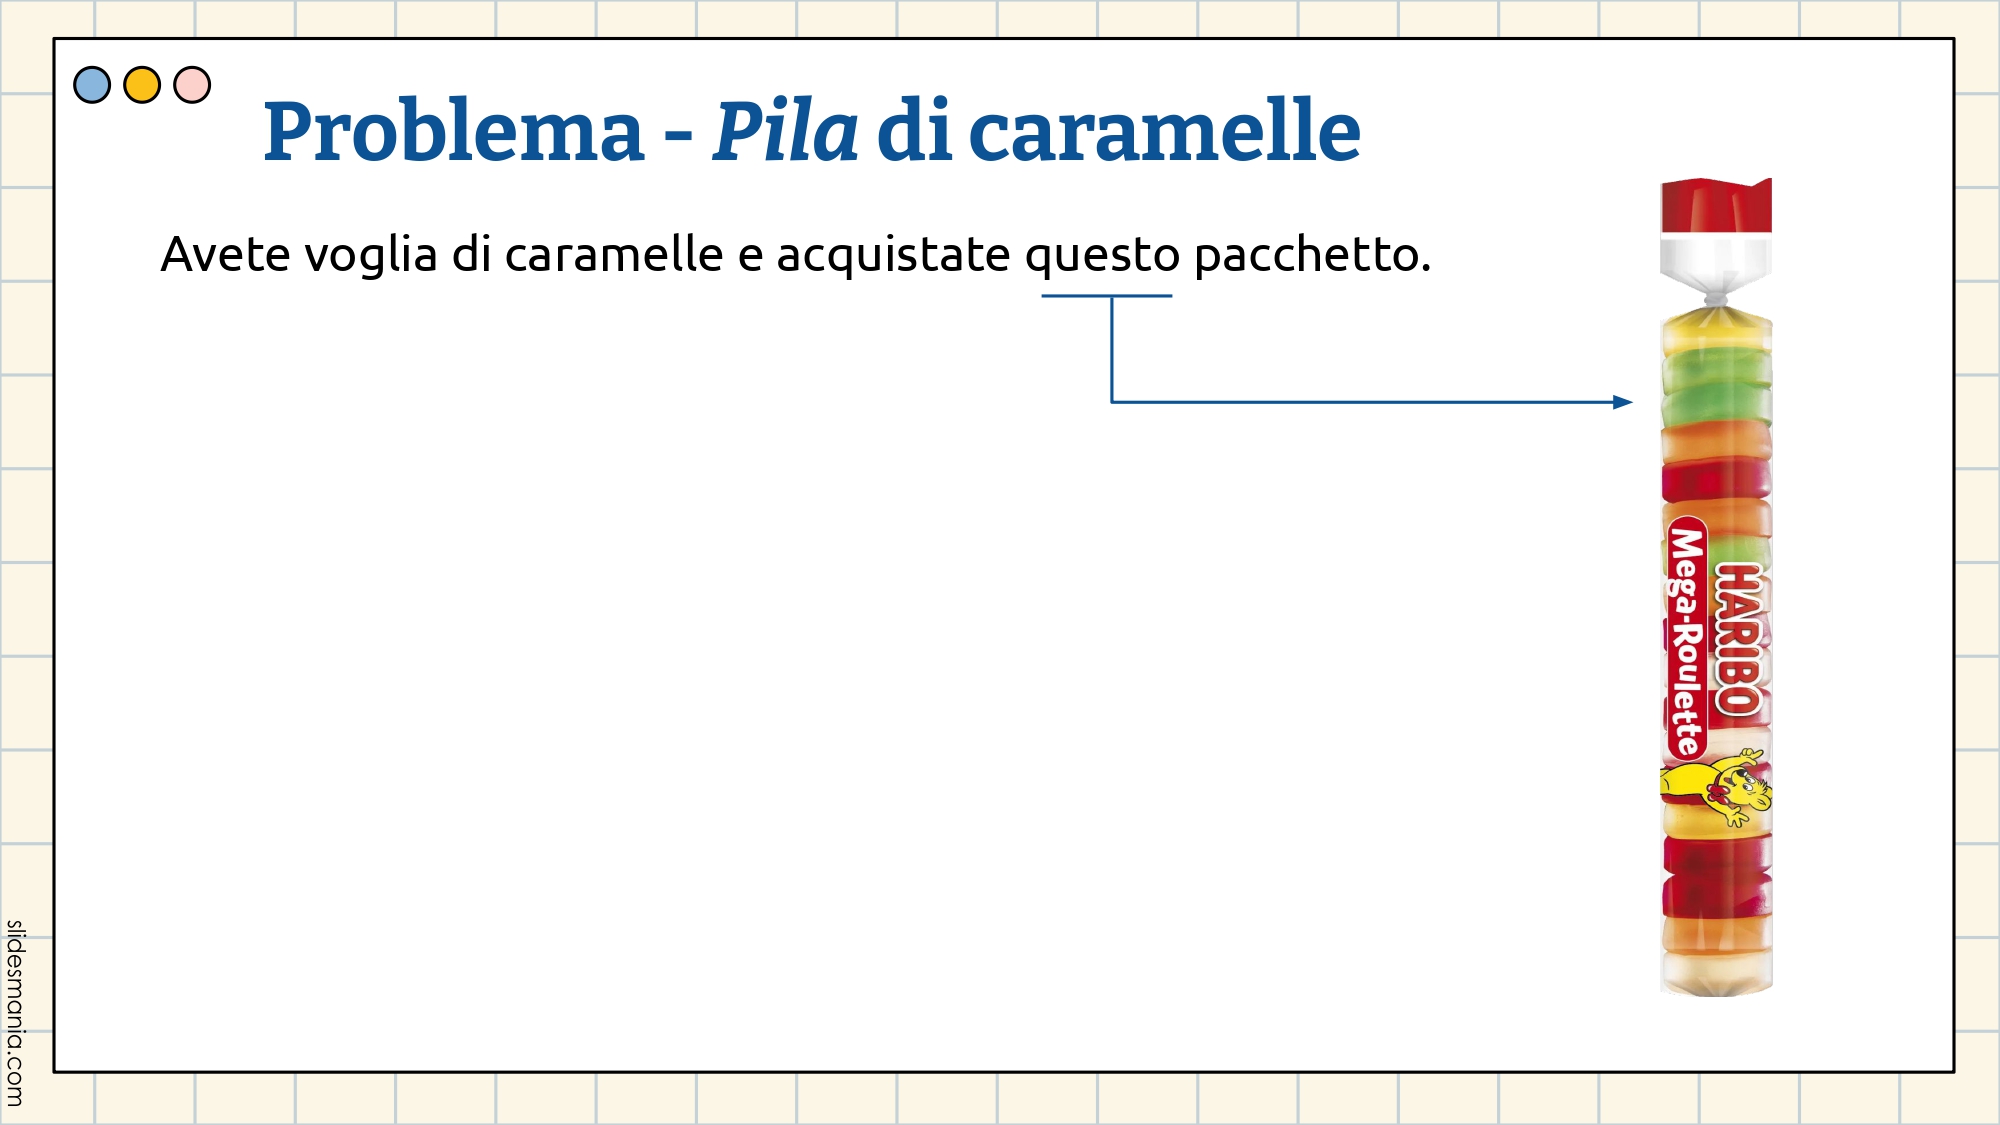 Problema - Pila di caramelle
Avete voglia di caramelle e acquistate questo pacchetto.
HARIBO
Mega-Roulette
slidesmania.com